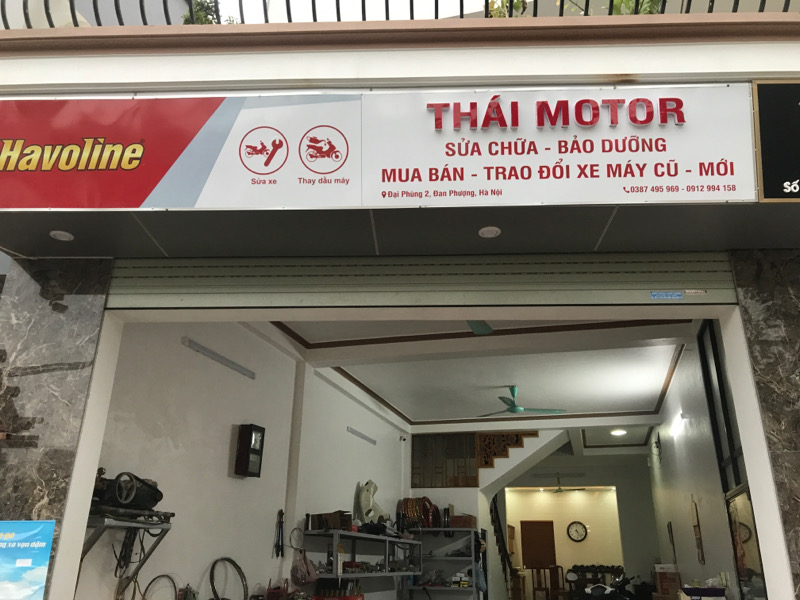 Havoline
Sửa xe
Thay dầu máy
THÁI MOTOR
SỬA CHỮA - BẢO DƯỠNG
MUA BÁN - TRAO ĐỔI XE MÁY CŨ - MỚI
Đại Phùng 2, Đan Phượng, Hà Nội
0387 495 969 - 0912 994 158
Số